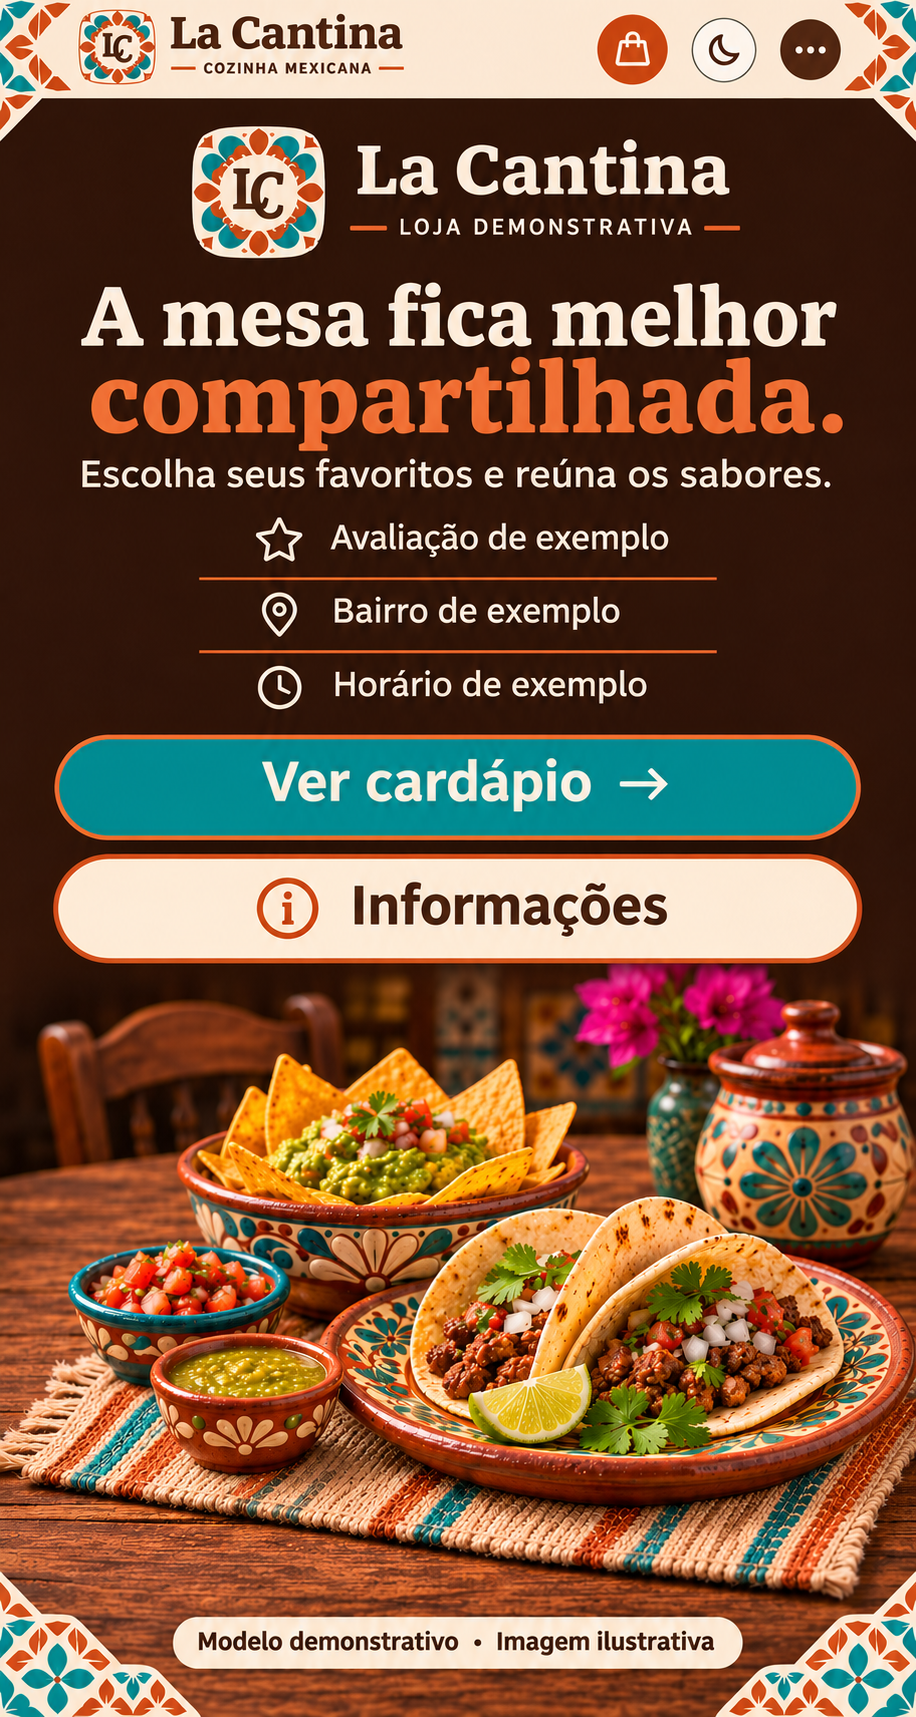 LC
La Cantina
COZINHA MEXICANA
LC
La Cantina
LOJA DEMONSTRATIVA
A mesa fica melhor
compartilhada.
Escolha seus favoritos e reúna os sabores.
Avaliação de exemplo
Bairro de exemplo
Horário de exemplo
Ver cardápio →
i Informações
Modelo demonstrativo • Imagem ilustrativa